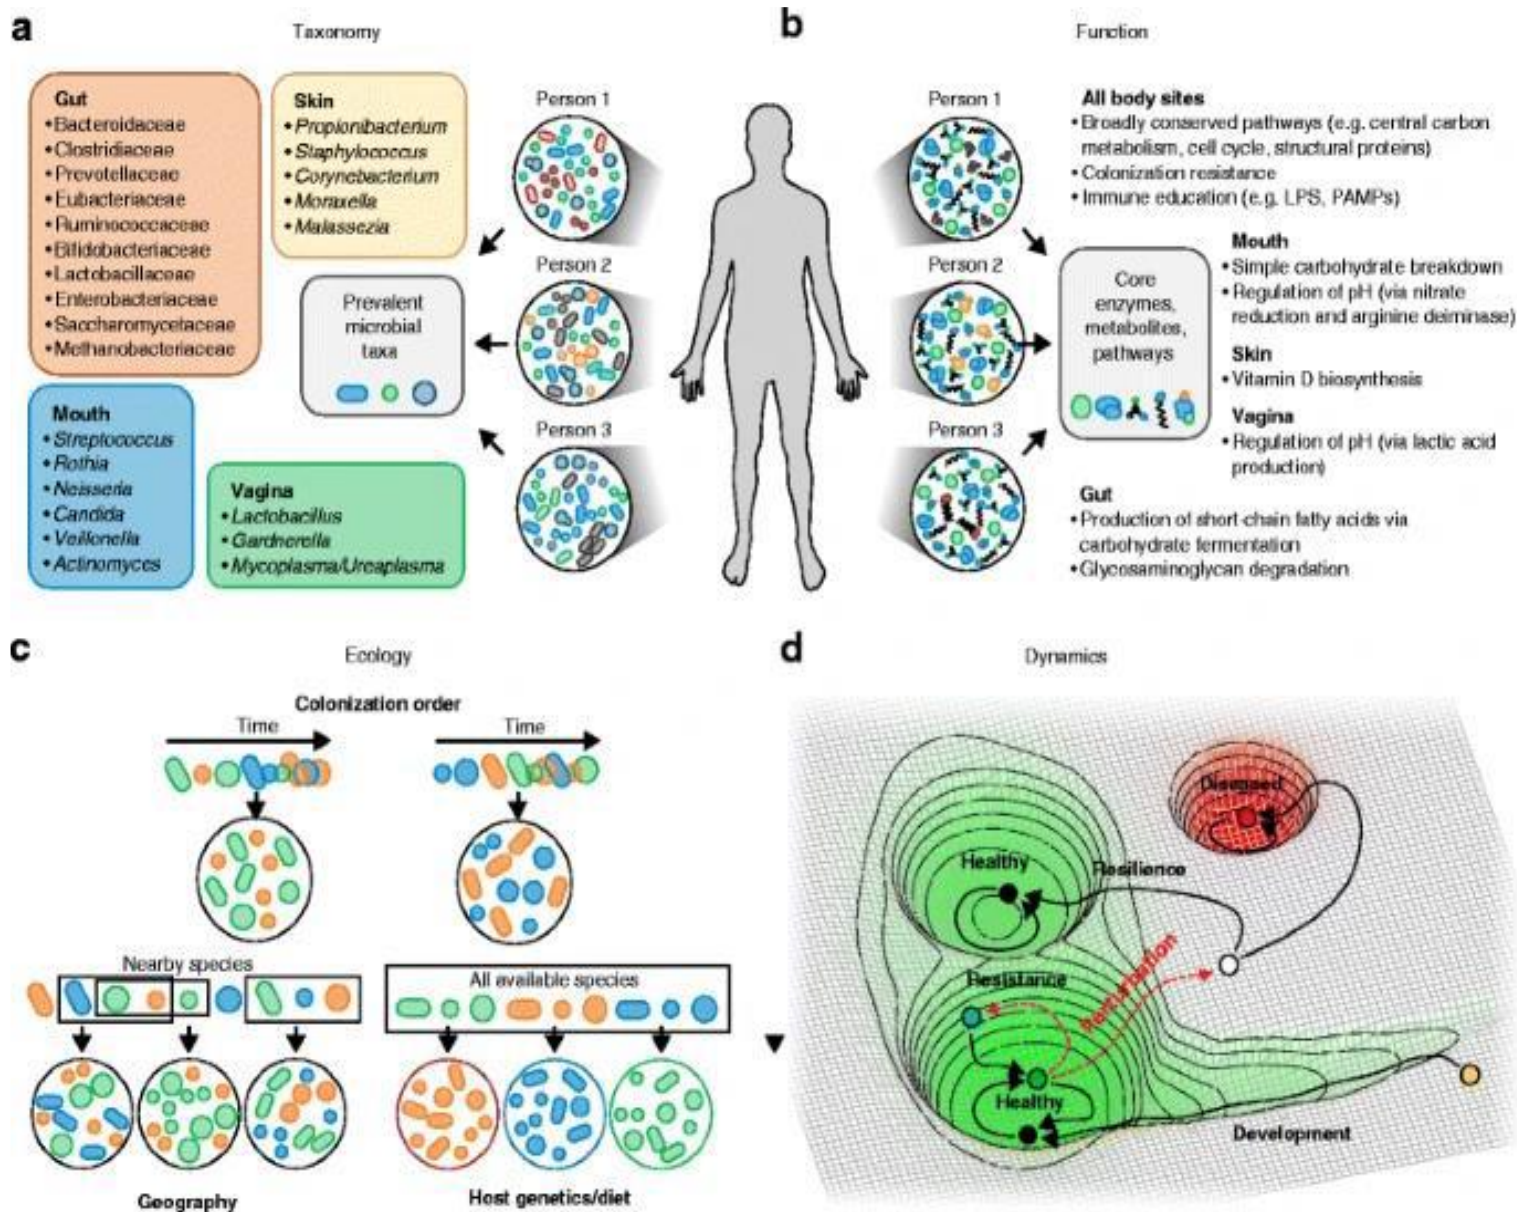 a
Taxonomy
Gut
• Bacteroidaceae
• Clostridiaceae
• Prevotellaceae
• Eubacteriaceae
• Ruminococcaceae
• Bifidobacteriaceae
• Lactobacillaceae
• Enterobacteriaceae
• Saccharomycetaceae
• Methanobacteriaceae
Skin
• Propionibacterium
• Staphylococcus
• Corynebacterium
• Moraxella
• Malassezia
Prevalent
microbial
taxa
Mouth
• Streptococcus
• Rothia
• Neisseria
• Candida
• Veillonella
• Actinomyces
Vagina
• Lactobacillus
• Gardnerella
• Mycoplasma/Ureaplasma
Person 1
Person 2
Person 3
b
Function
Person 1
Person 2
Person 3
All body sites
• Broadly conserved pathways (e.g. central carbon
metabolism, cell cycle, structural proteins)
• Colonization resistance
• Immune education (e.g. LPS, PAMPs)
Core
enzymes,
metabolites,
pathways
Mouth
• Simple carbohydrate breakdown
• Regulation of pH (via nitrate
reduction and arginine deiminase)
Skin
• Vitamin D biosynthesis
Vagina
• Regulation of pH (via lactic acid
production)
Gut
• Production of short-chain fatty acids via
carbohydrate fermentation
• Glycosaminoglycan degradation
c
Ecology
Colonization order
Time
Time
Nearby species
All available species
Geography
Host genetics/diet
d
Dynamics
Diseased
Healthy
Resilience
Resistance
Perturbation
Healthy
Development